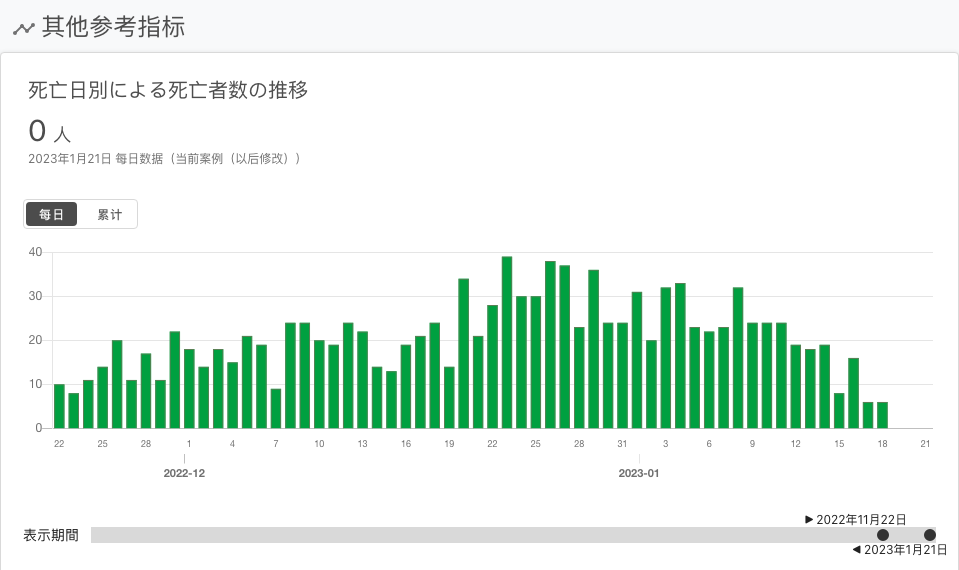 其他参考指标
死亡日別による死亡者数の推移
0 人
2023年1月21日 每日数据（当前案例（以后修改））
每日 累计
40
30
20
10
0
22 25 28 1 4 7 10 13 16 19 22 25 28 31 3 6 9 12 15 18 21
2022-12 2023-01
▶ 2022年11月22日
表示期間
◀ 2023年1月21日